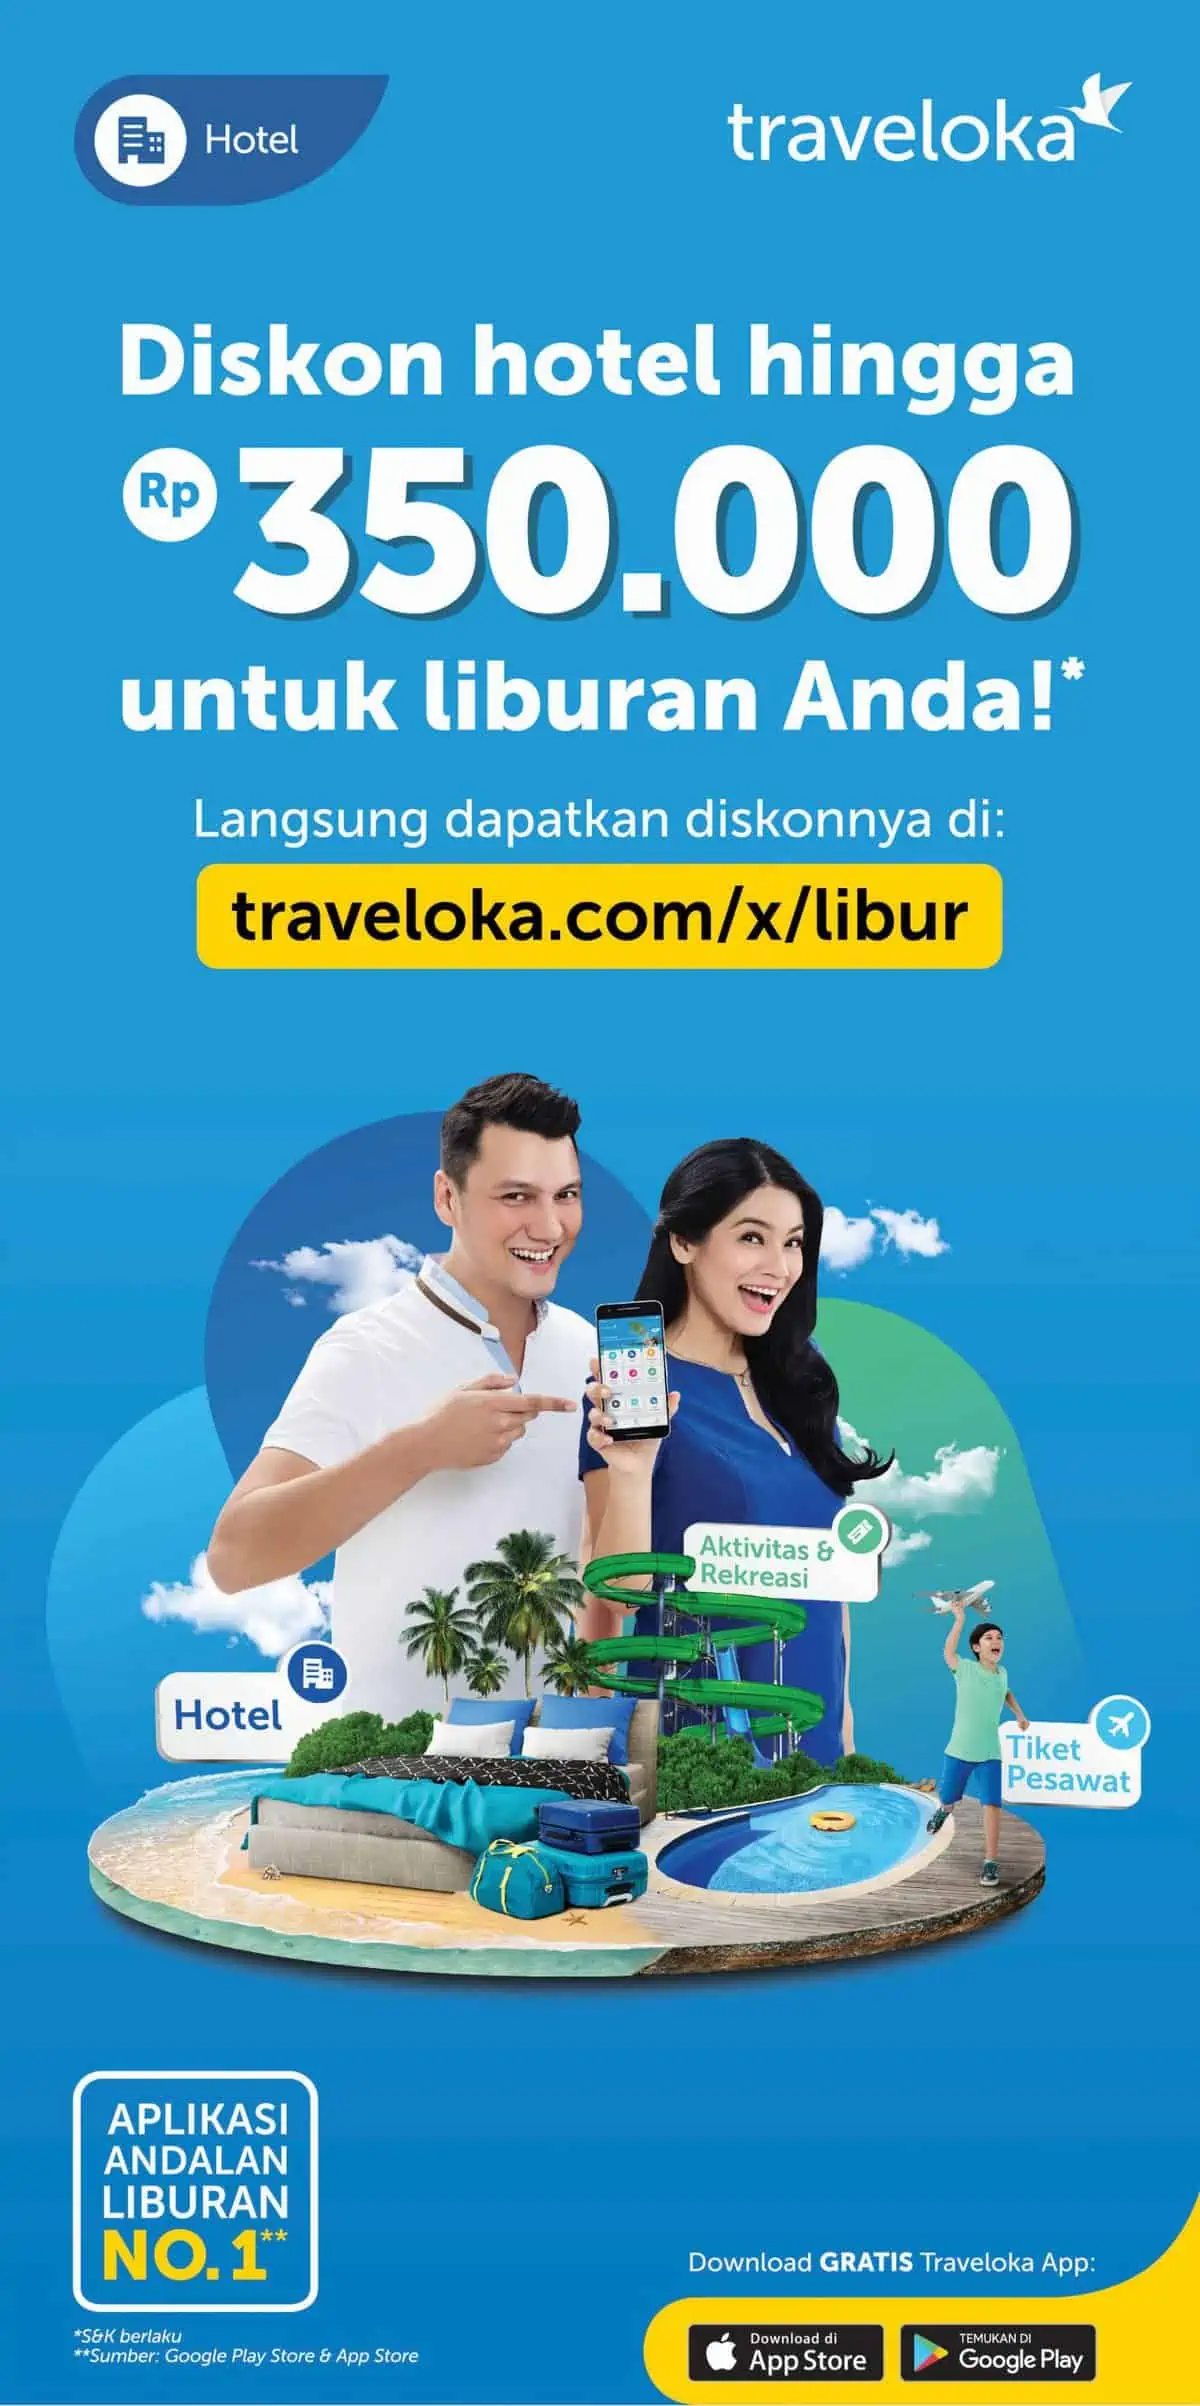 Hotel
traveloka
Diskon hotel hingga
Rp 350.000
untuk liburan Anda!*
Langsung dapatkan diskonnya di:
traveloka.com/x/libur
Aktivitas &
Rekreasi
Hotel
Tiket
Pesawat
APLIKASI
ANDALAN
LIBURAN
NO.1**
*S&K berlaku
**Sumber: Google Play Store & App Store
Download GRATIS Traveloka App:
Download di
App Store
TEMUKAN DI
Google Play